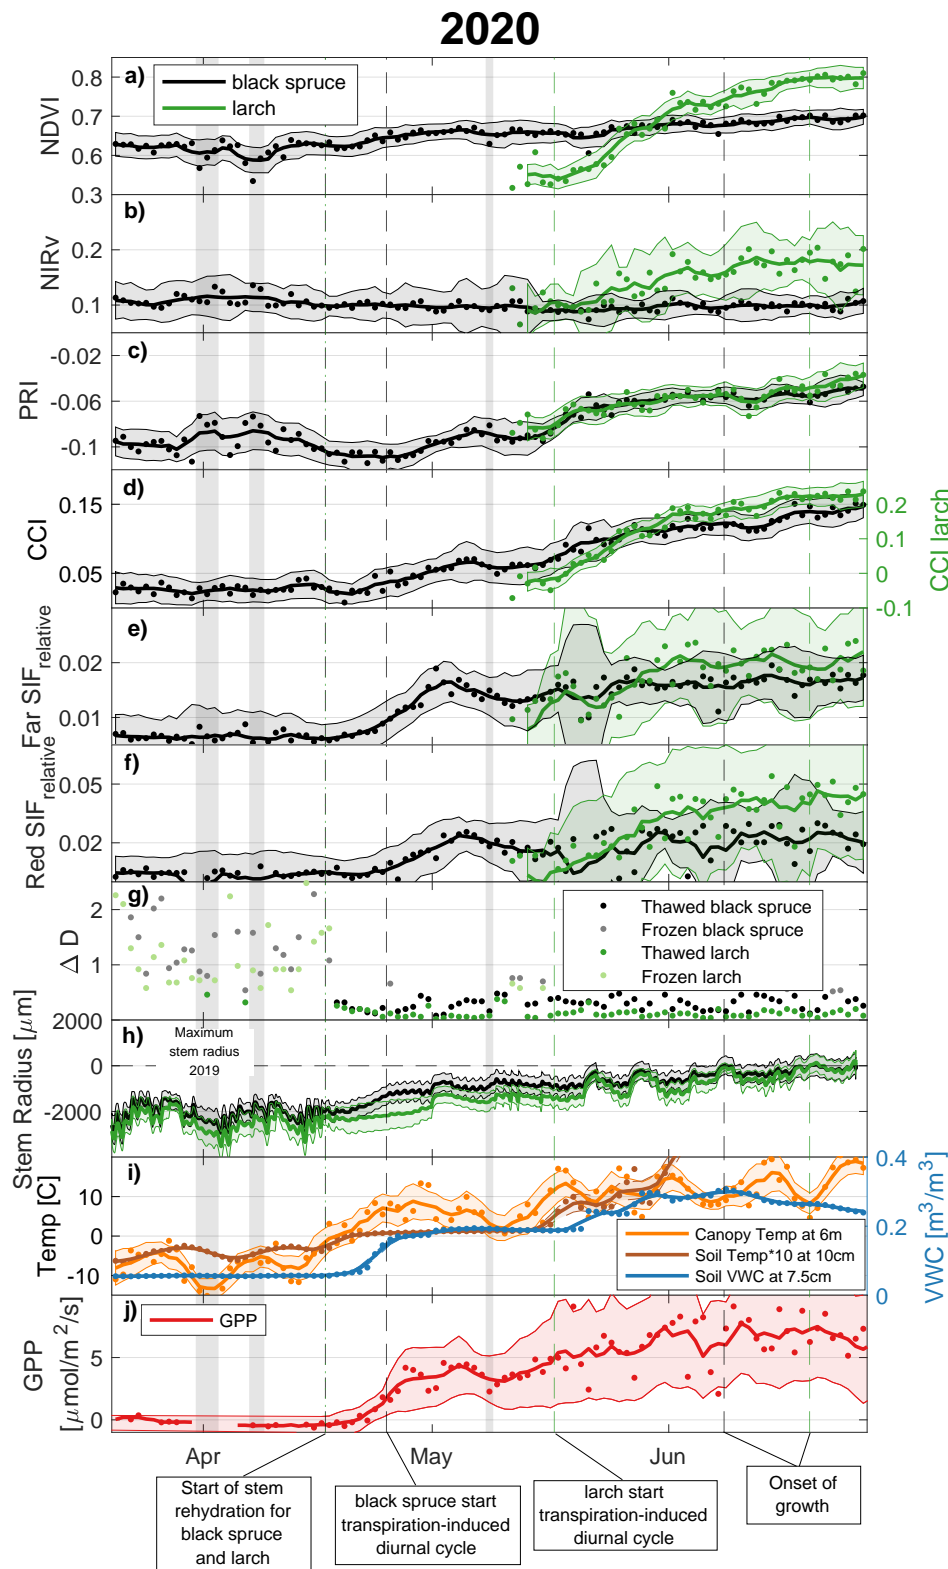 2020
a)
black spruce
larch
NDVI
0.8
0.7
0.6
0.3
b)
NIRv
0.2
0.1
c)
PRI
-0.02
-0.06
-0.1
d)
CCI
0.15
0.05
CCI larch
0.2
0.1
0
-0.1
e)
Far SIF relative
0.02
0.01
f)
Red SIF relative
0.05
0.02
g)
Δ D
2
1
Thawed black spruce
Frozen black spruce
Thawed larch
Frozen larch
h)
Stem Radius [μm]
2000
0
-2000
Maximum
stem radius
2019
i)
Temp [C]
10
0
-10
VWC [m³/m³]
0.4
0.2
0
Canopy Temp at 6m
Soil Temp*10 at 10cm
Soil VWC at 7.5cm
j)
GPP
GPP
[μmol/m²/s]
5
0
Apr
May
Jun
Start of stem
rehydration for
black spruce
and larch
black spruce start
transpiration-induced
diurnal cycle
larch start
transpiration-induced
diurnal cycle
Onset of
growth